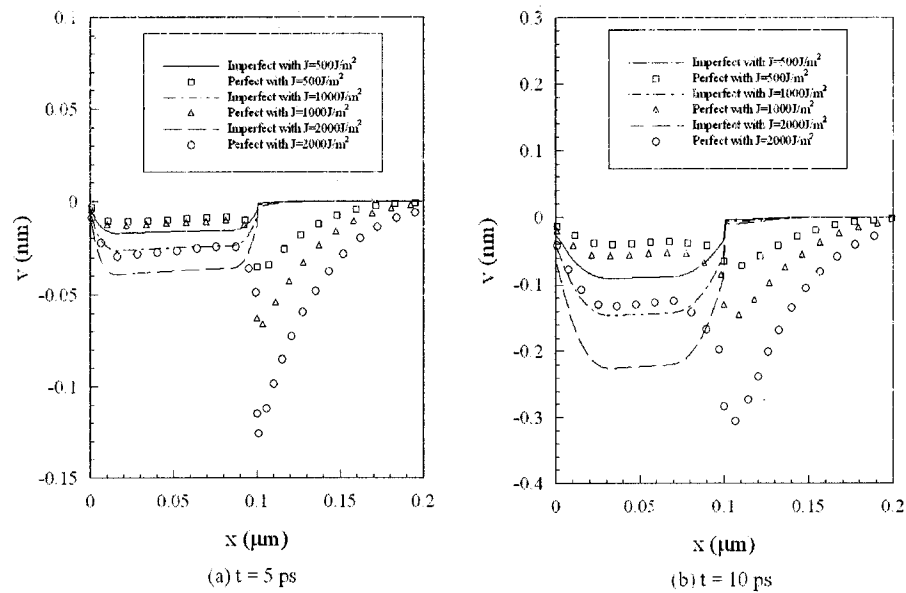 0.1
Imperfect with J=500J/m²
Perfect with J=500J/m²
Imperfect with J=1000J/m²
Perfect with J=1000J/m²
Imperfect with J=2000J/m²
Perfect with J=2000J/m²
0.05
0
-0.05
-0.1
-0.15
v (nm)
0 0.05 0.1 0.15 0.2
x (μm)
(a) t = 5 ps
0.3
Imperfect with J=500J/m²
Perfect with J=500J/m²
Imperfect with J=1000J/m²
Perfect with J=1000J/m²
Imperfect with J=2000J/m²
Perfect with J=2000J/m²
0.2
0.1
0
-0.1
-0.2
-0.3
-0.4
v (nm)
0 0.05 0.1 0.15 0.2
x (μm)
(b) t = 10 ps